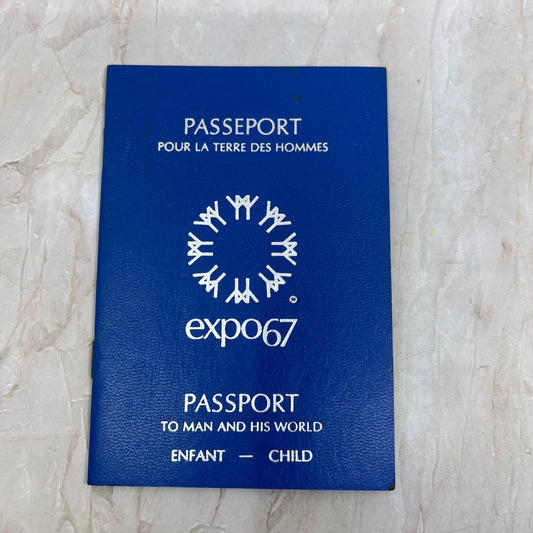 PASSEPORT
POUR LA TERRE DES HOMMES
expo67
PASSPORT
TO MAN AND HIS WORLD
ENFANT — CHILD